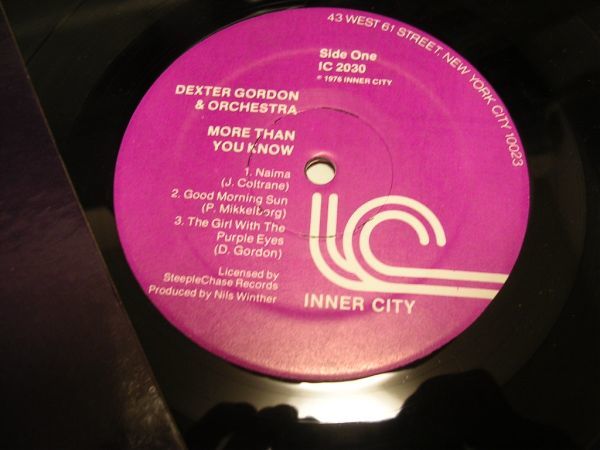 43 WEST 61 STREET, NEW YORK CITY 10023
Side One
IC 2030
℗ 1976 INNER CITY
DEXTER GORDON
& ORCHESTRA
MORE THAN
YOU KNOW
1. Naima
(J. Coltrane)
2. Good Morning Sun
(P. Mikkelborg)
3. The Girl With The
Purple Eyes
(D. Gordon)
Licensed by
SteepleChase Records
Produced by Nils Winther
IC
INNER CITY